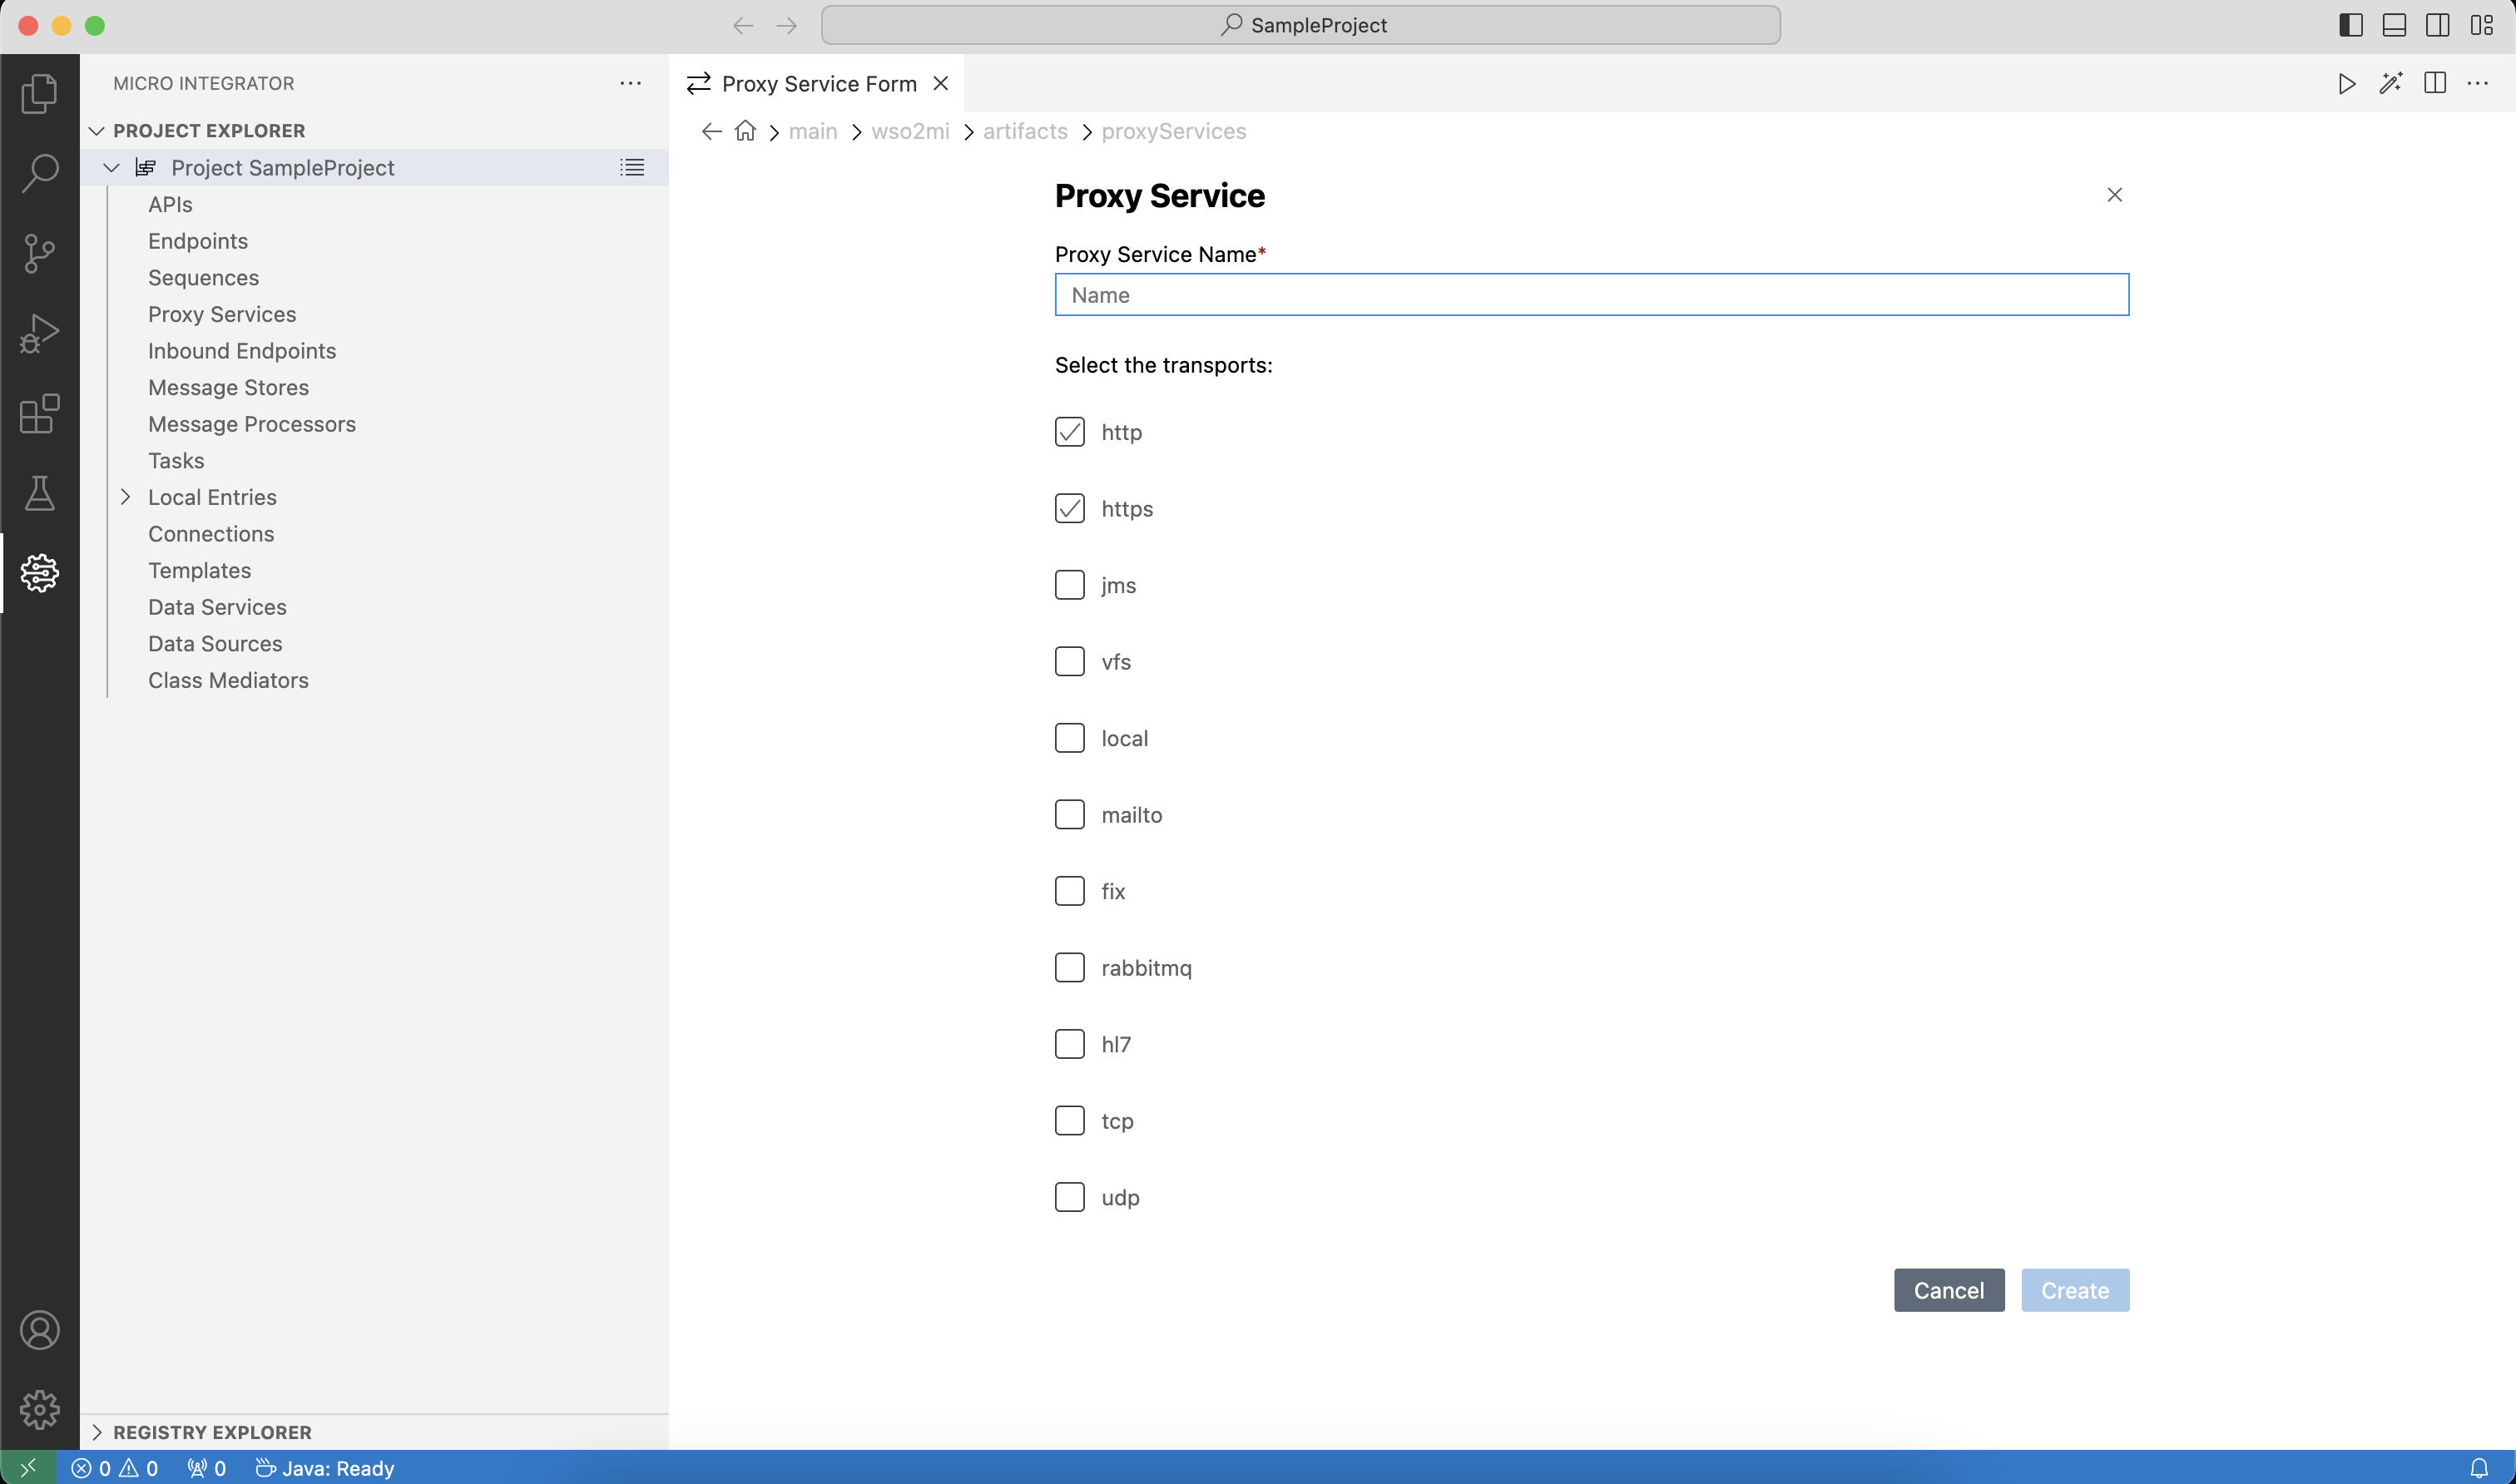 SampleProject
MICRO INTEGRATOR
PROJECT EXPLORER
Project SampleProject
APIs
Endpoints
Sequences
Proxy Services
Inbound Endpoints
Message Stores
Message Processors
Tasks
Local Entries
Connections
Templates
Data Services
Data Sources
Class Mediators
REGISTRY EXPLORER
Proxy Service Form
main wso2mi artifacts proxyServices
Proxy Service
Proxy Service Name*
Name
Select the transports:
http
https
jms
vfs
local
mailto
fix
rabbitmq
hl7
tcp
udp
Cancel Create
0 0 0 Java: Ready